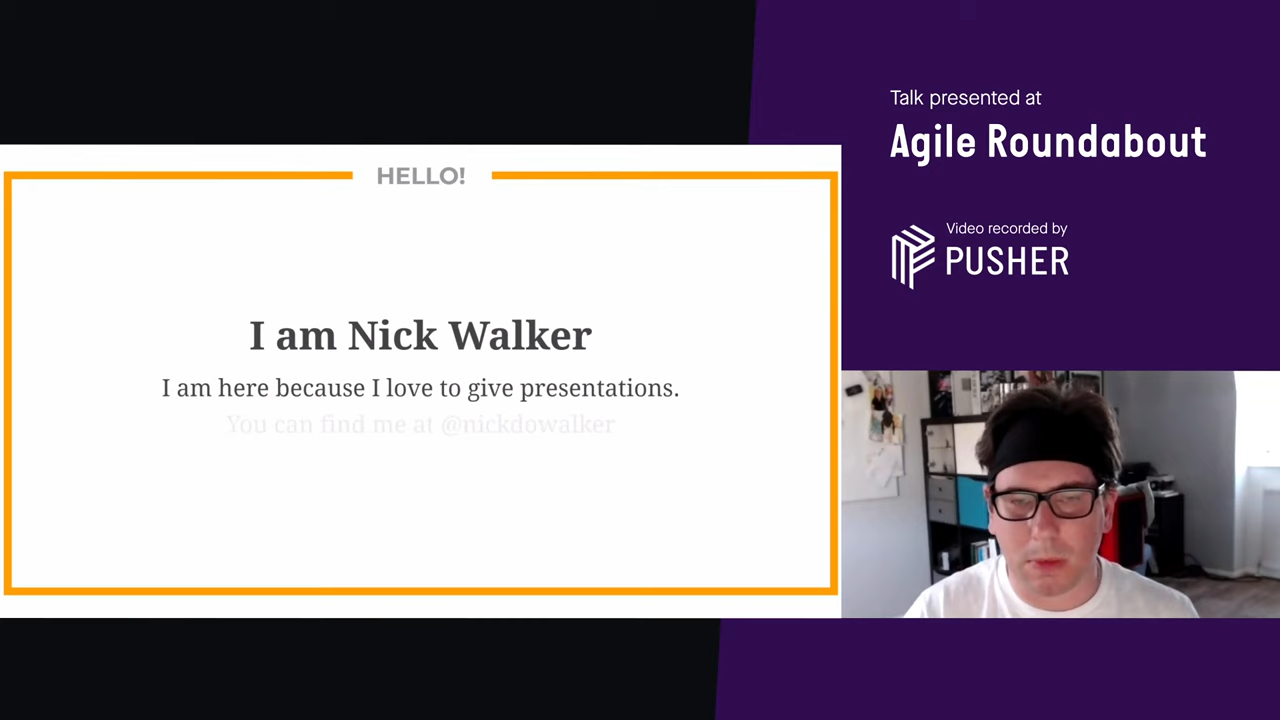 HELLO!
I am Nick Walker
I am here because I love to give presentations.
You can find me at @nickdowalker
Talk presented at
Agile Roundabout
Video recorded by
PUSHER